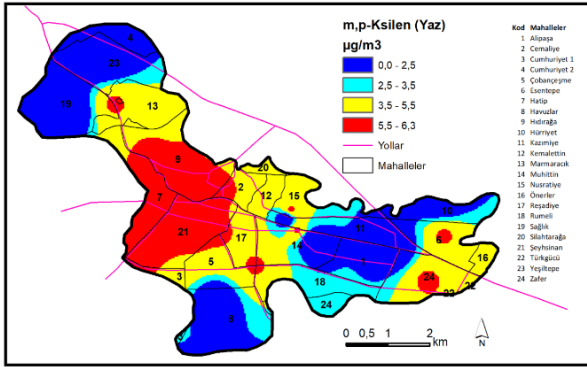 m,p-Ksilen (Yaz)
µg/m3
0,0 - 2,5
2,5 - 3,5
3,5 - 5,5
5,5 - 6,3
Yollar
Mahalleler
Kod Mahalleler
1 Alipaşa
2 Cemaliye
3 Cumhuriyet 1
4 Cumhuriyet 2
5 Çobançeşme
6 Esentepe
7 Hatip
8 Havuzlar
9 Hıdırağa
10 Hürriyet
11 Kazımiye
12 Kemalettin
13 Marmaracık
14 Muhittin
15 Nusratiye
16 Önerler
17 Reşadiye
18 Rumeli
19 Sağlık
20 Silahtarağa
21 Şeyhsinan
22 Türkgücü
23 Yeşiltepe
24 Zafer
4
23
10
13
9
20
2
12
15
7
21
17
14
11
6
16
5
1
3
18
24
24
22
22
8
0 0,5 1 2
km
N